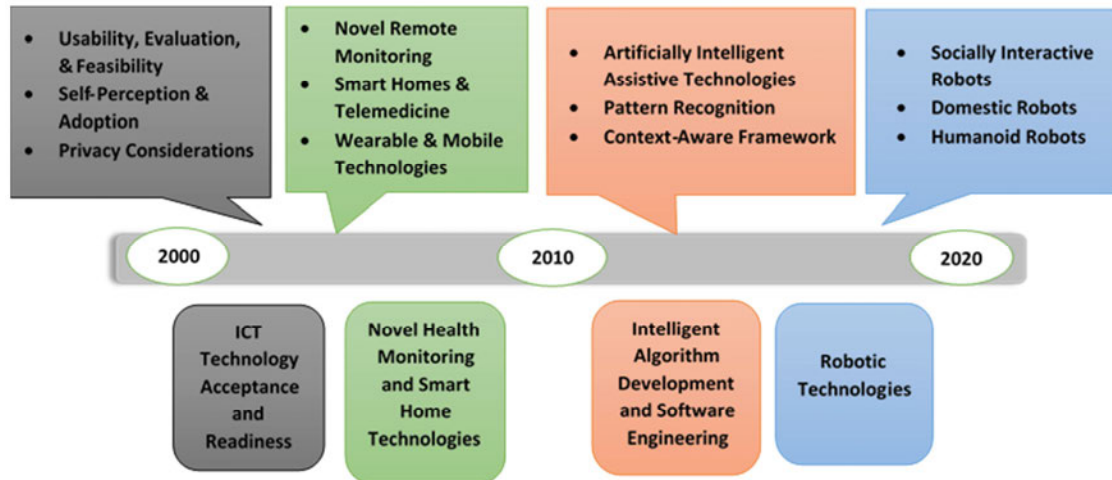 • Usability, Evaluation,
& Feasibility
• Self-Perception &
Adoption
• Privacy Considerations
• Novel Remote
Monitoring
• Smart Homes &
Telemedicine
• Wearable & Mobile
Technologies
• Artificially Intelligent
Assistive Technologies
• Pattern Recognition
• Context-Aware Framework
• Socially Interactive
Robots
• Domestic Robots
• Humanoid Robots
2000
2010
2020
ICT
Technology
Acceptance
and
Readiness
Novel Health
Monitoring
and Smart
Home
Technologies
Intelligent
Algorithm
Development
and Software
Engineering
Robotic
Technologies